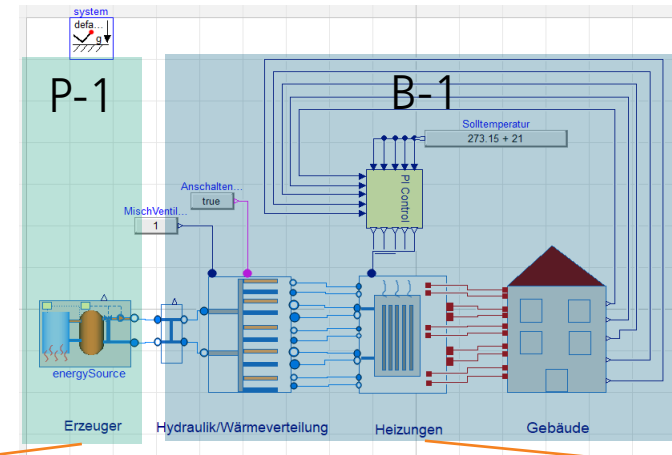 system
defa...
g
P-1
B-1
Solltemperatur
273.15 + 21
PI Control
Anschalten...
true
MischVentil...
1
energySource
Erzeuger
Hydraulik/Wärmeverteilung
Heizungen
Gebäude